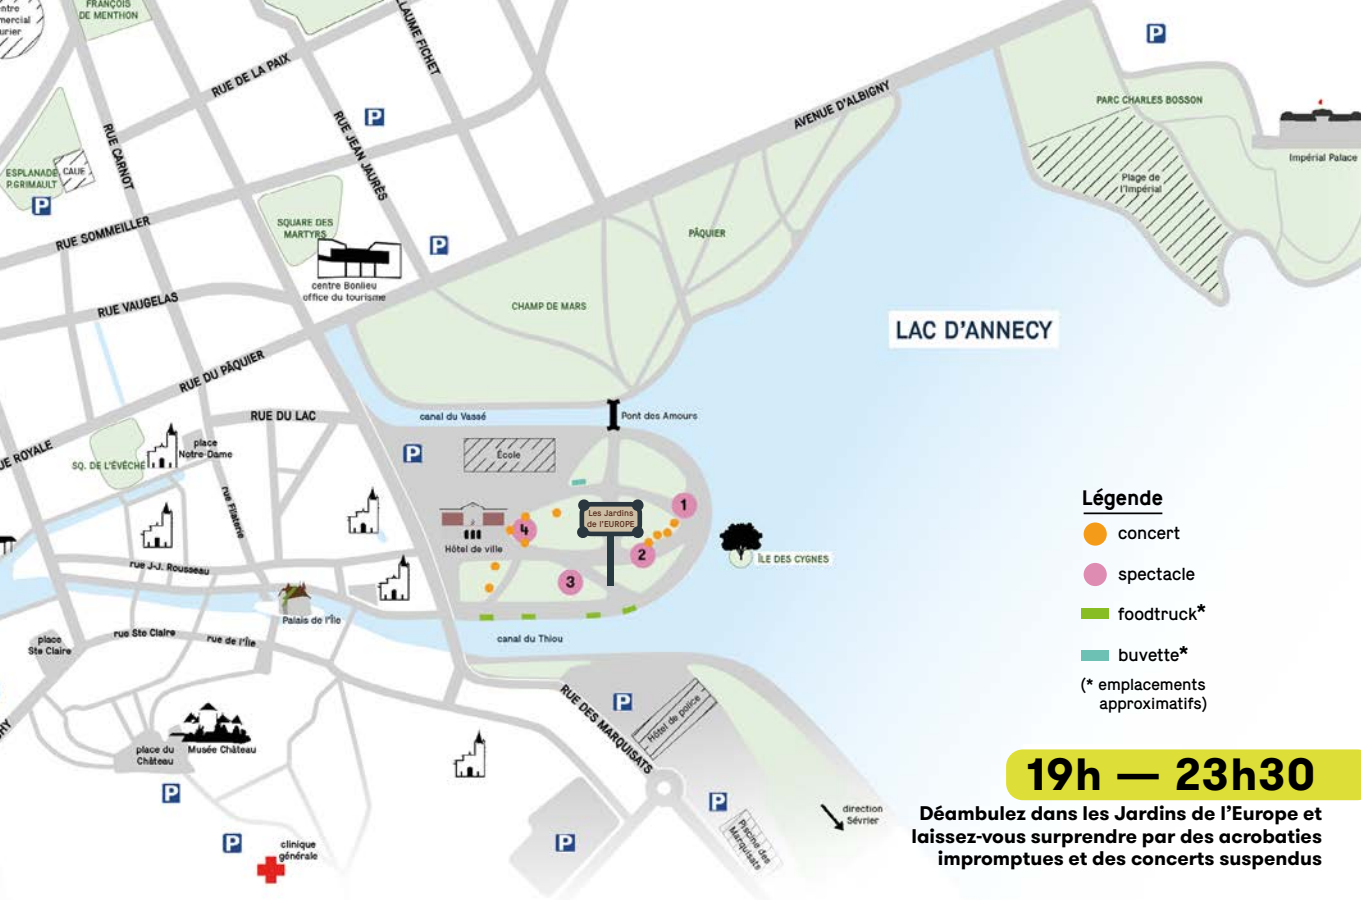 FRANÇOIS
DE MENTHON
RUE DE LA PAIX
P
RUE CARNOT
RUE JEAN JAURÈS
AVENUE D'ALBIGNY
P
PARC CHARLES BOSSON
Impérial Palace
Plage de
l'Impérial
ESPLANADE
P.GRIMAULT
CAUE
P
RUE SOMMEILLER
SQUARE DES
MARTYRS
P
PÂQUIER
centre Bonlieu
office du tourisme
RUE VAUGELAS
CHAMP DE MARS
LAC D'ANNECY
RUE DU PÂQUIER
RUE DU LAC
canal du Vassé
Pont des Amours
ROYALE
SQ. DE L'ÉVÊCHÉ
place
Notre-Dame
P
École
rue Filaterie
Les Jardins
de l'EUROPE
1
2
3
4
Hôtel de ville
ÎLE DES CYGNES
rue J-J. Rousseau
Palais de l'Île
canal du Thiou
place
Ste Claire
rue Ste Claire
rue de l'Île
P
RUE DES MARQUISATS
Hôtel de police
place du
Château
Musée Château
P
P
clinique
générale
P
P
Piscine des
Marquisats
direction
Sévrier
Légende
concert
spectacle
foodtruck*
buvette*
(* emplacements
approximatifs)
19h — 23h30
Déambulez dans les Jardins de l'Europe et
laissez-vous surprendre par des acrobaties
impromptues et des concerts suspendus